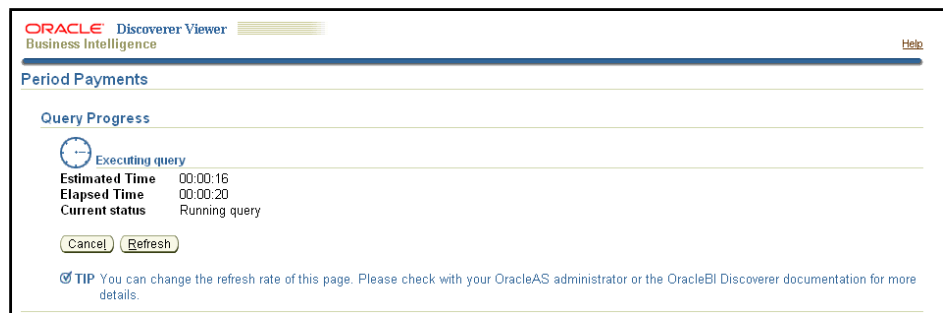 ORACLE Discoverer Viewer
Business Intelligence
Help
Period Payments
Query Progress
Executing query
Estimated Time 00:00:16
Elapsed Time 00:00:20
Current status Running query
Cancel Refresh
TIP You can change the refresh rate of this page. Please check with your OracleAS administrator or the OracleBI Discoverer documentation for more
details.